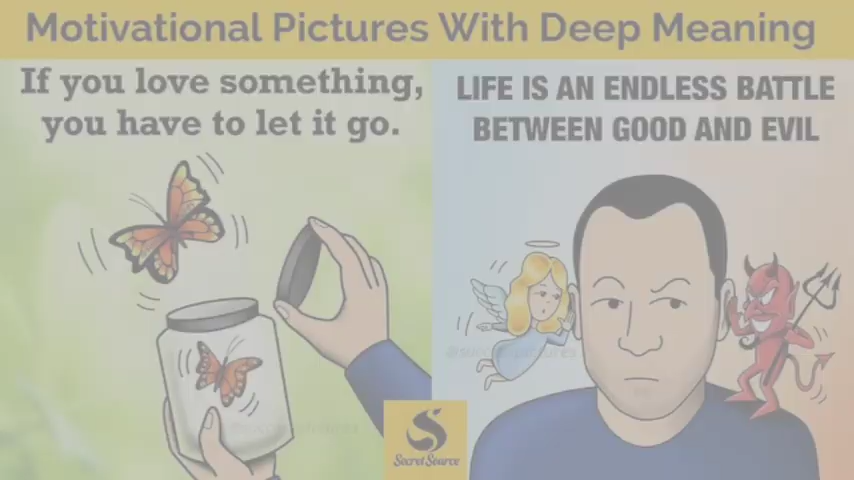 Motivational Pictures With Deep Meaning
If you love something,
you have to let it go.
LIFE IS AN ENDLESS BATTLE
BETWEEN GOOD AND EVIL
Secret Source